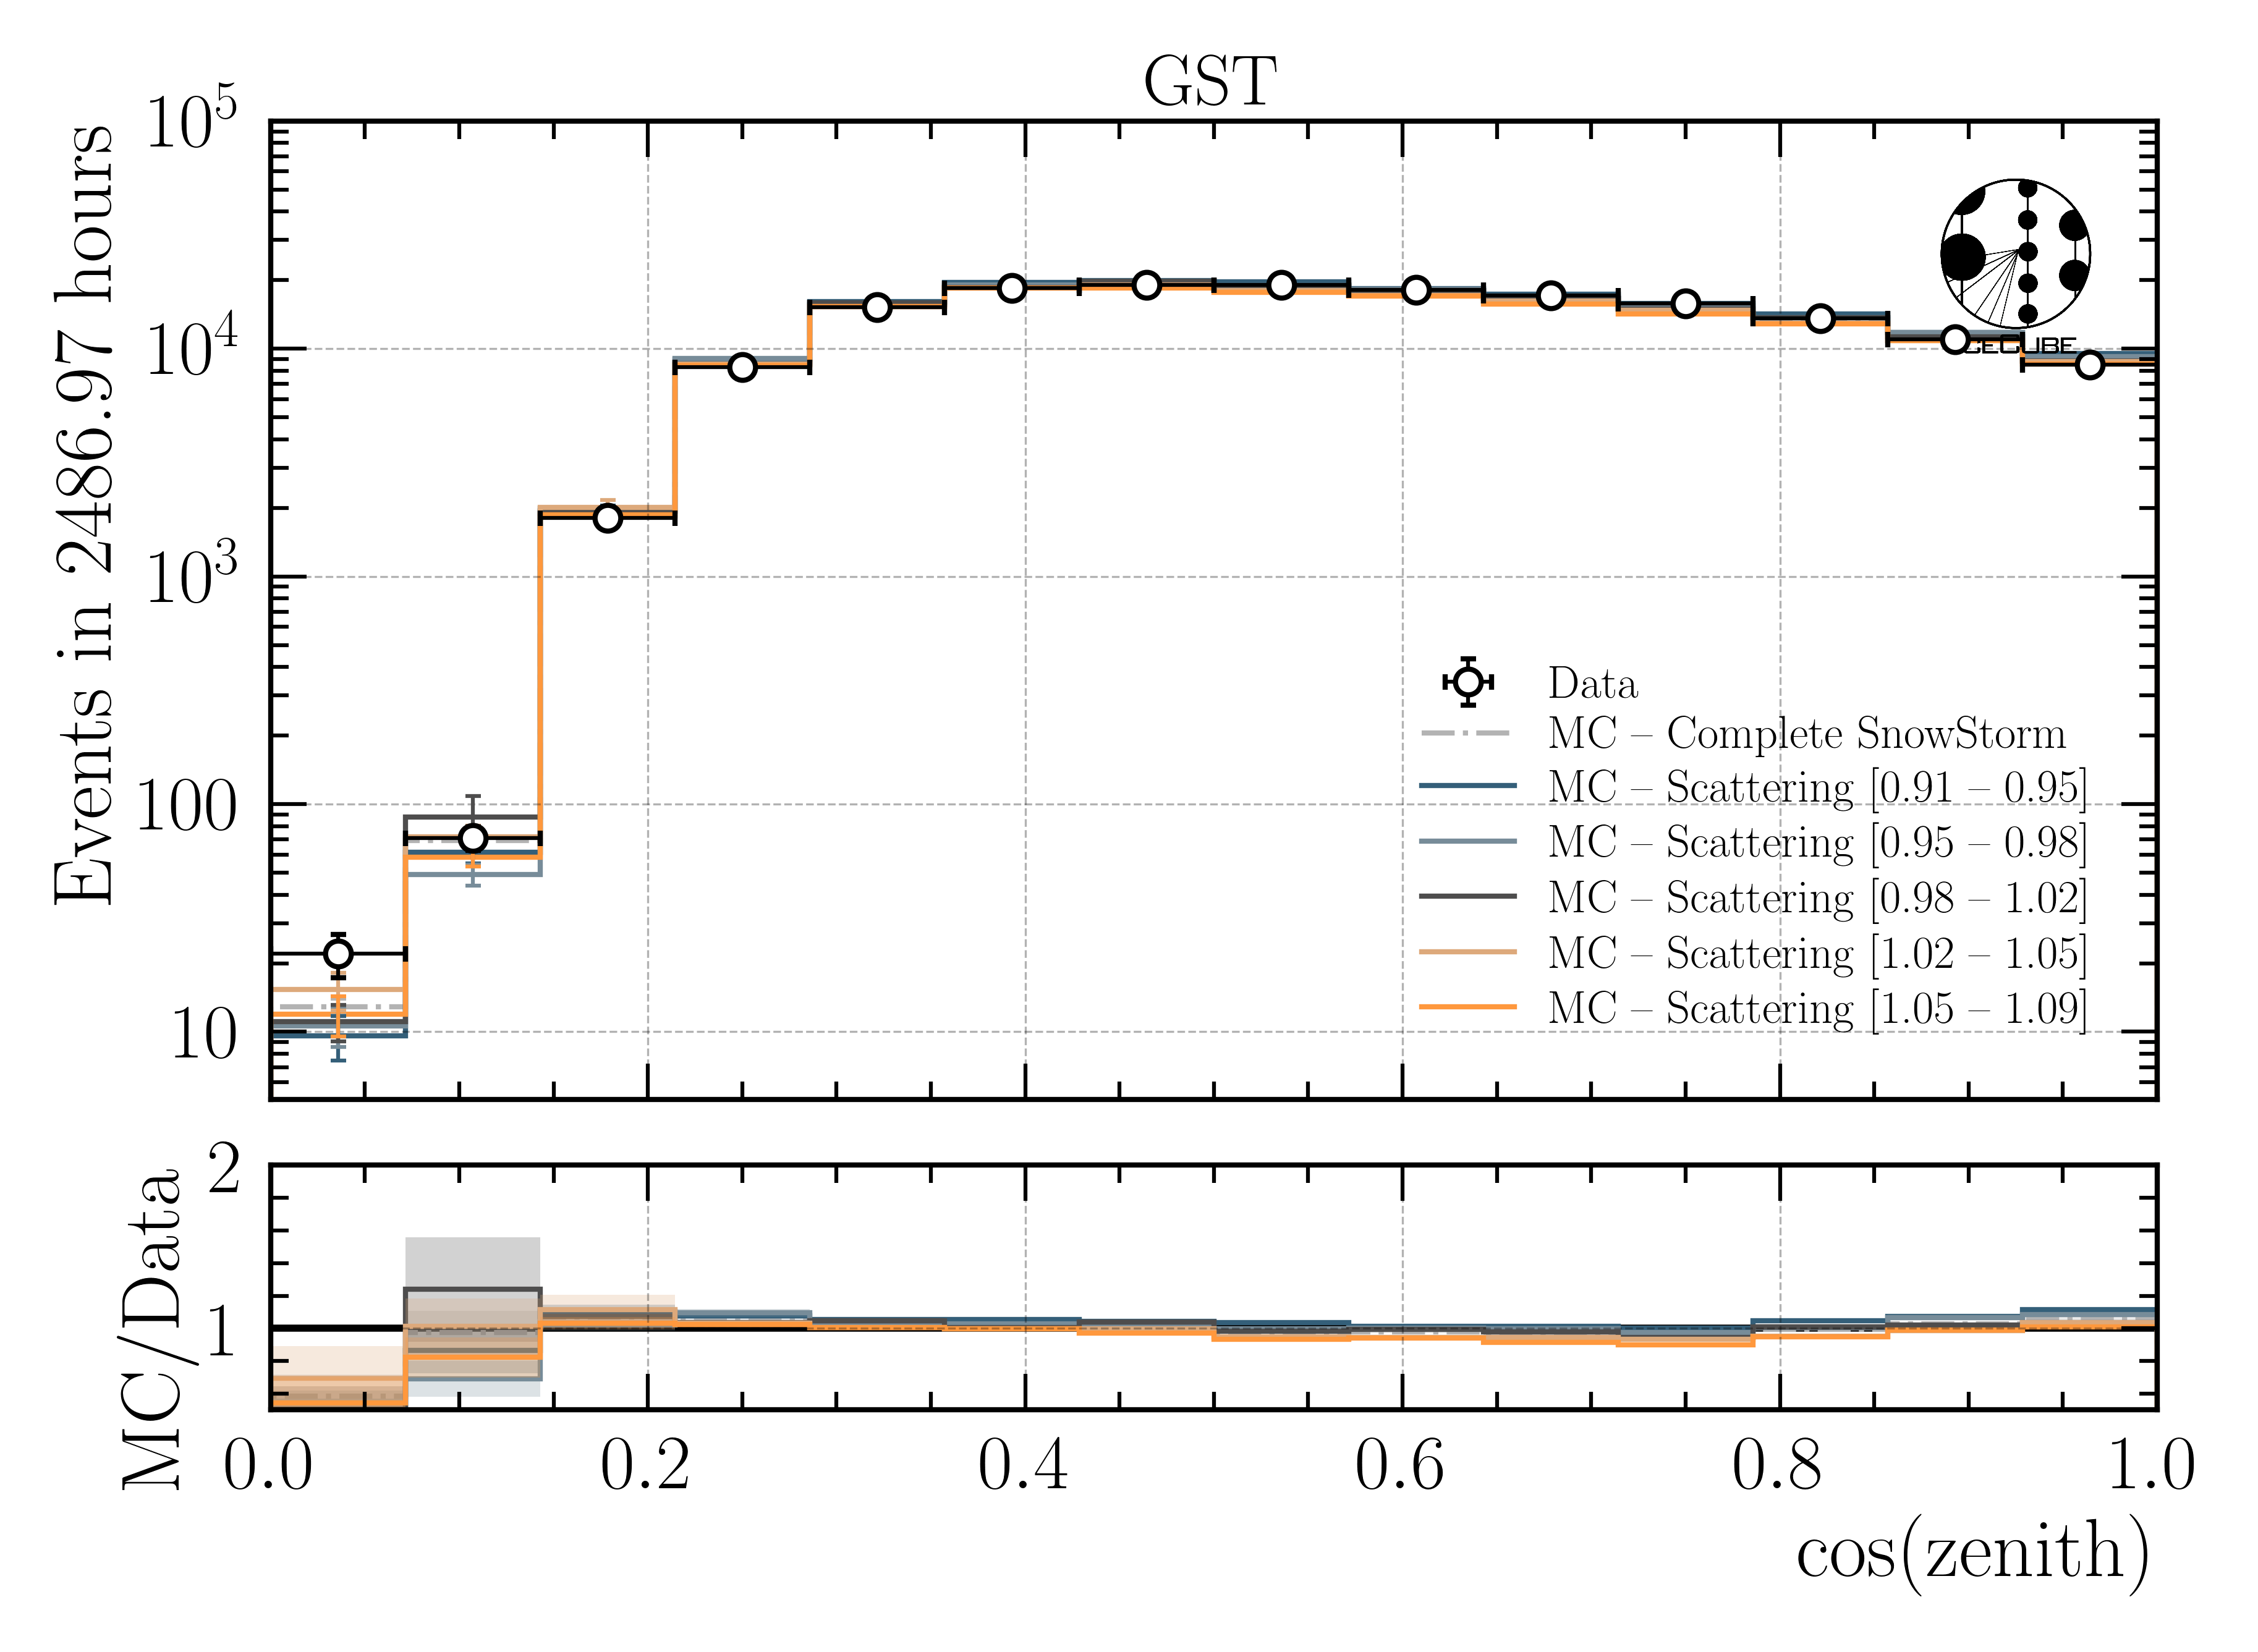 GST
Events in 2486.97 hours
10^5
10^4
10^3
100
10
Data
MC – Complete SnowStorm
MC – Scattering [0.91 – 0.95]
MC – Scattering [0.95 – 0.98]
MC – Scattering [0.98 – 1.02]
MC – Scattering [1.02 – 1.05]
MC – Scattering [1.05 – 1.09]
MC/Data
2
1
0.0 0.2 0.4 0.6 0.8 1.0
cos(zenith)